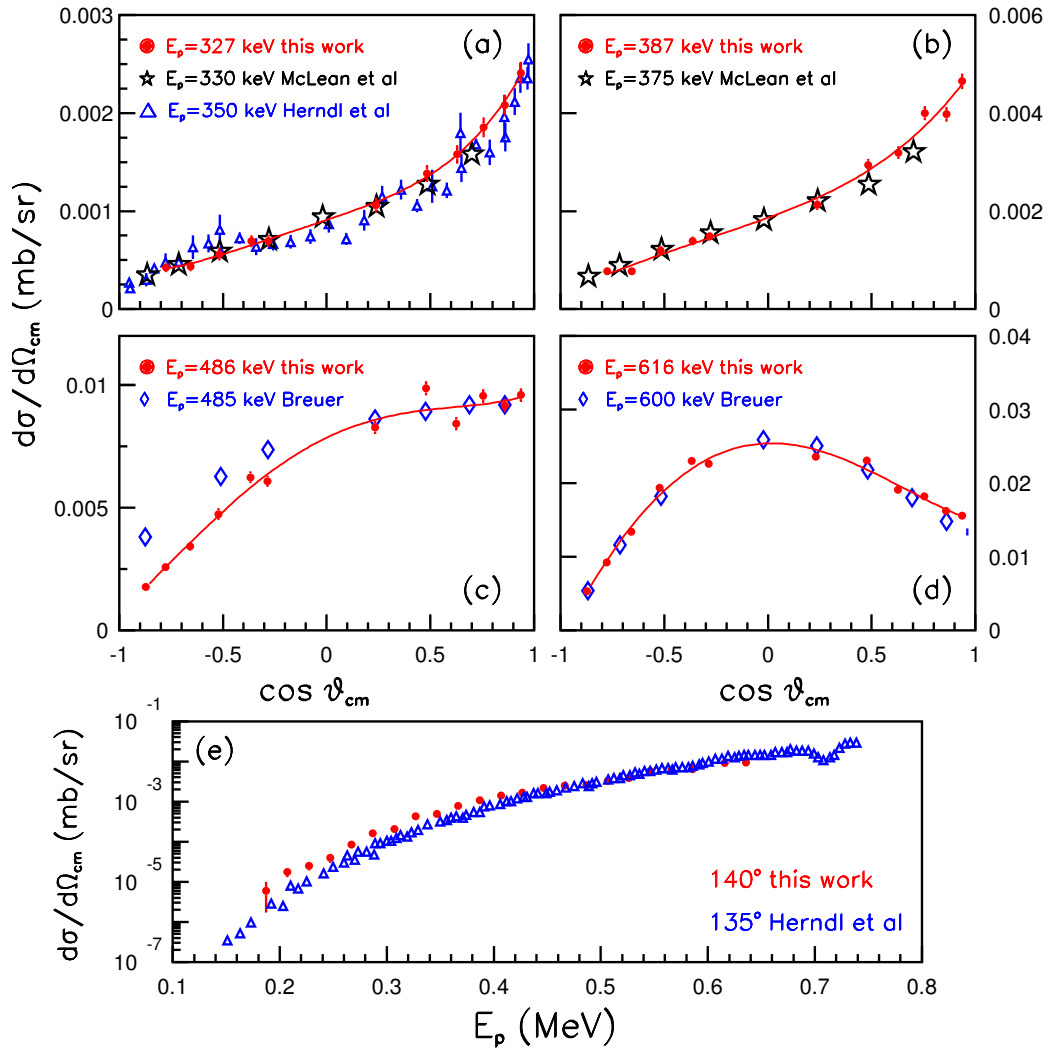 0.003 0.006
(a) (b)
E_p=327 keV this work E_p=387 keV this work
E_p=330 keV McLean et al E_p=375 keV McLean et al
E_p=350 keV Herndl et al
0.002 0.004
0.001 0.002
0 0
dσ/dΩ_cm (mb/sr)
0.04
E_p=486 keV this work E_p=616 keV this work
0.01
E_p=485 keV Breuer E_p=600 keV Breuer
0.03
0.02
0.005
0.01
(c) (d)
0 0
-1 -0.5 0 0.5 1 -1 -0.5 0 0.5 1
cos ϑ_cm cos ϑ_cm
10^-1
(e)
10^-3
10^-5
10^-7
dσ/dΩ_cm (mb/sr)
140° this work
135° Herndl et al
0.1 0.2 0.3 0.4 0.5 0.6 0.7 0.8
E_p (MeV)